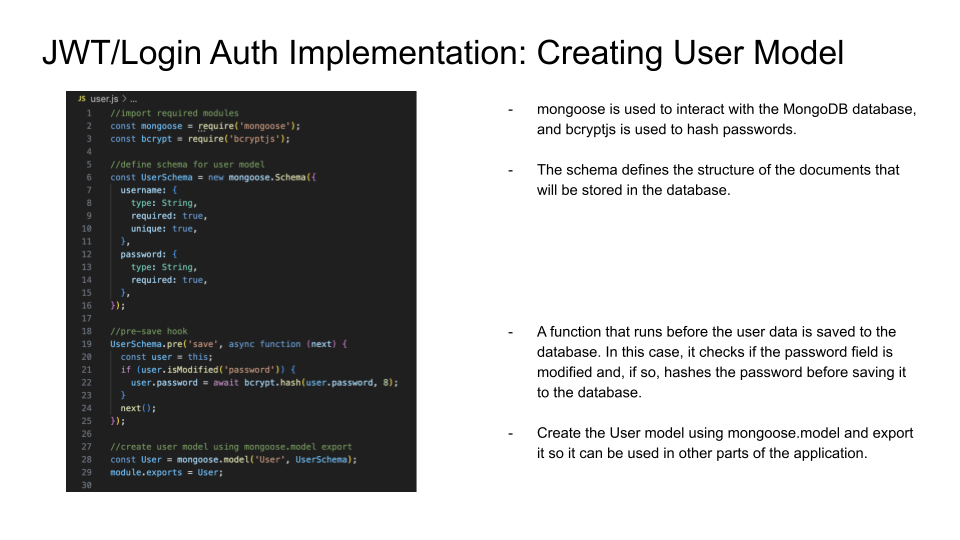 JWT/Login Auth Implementation: Creating User Model
JS user.js > ...
1 //import required modules
2 const mongoose = require('mongoose');
3 const bcrypt = require('bcryptjs');
4
5 //define schema for user model
6 const UserSchema = new mongoose.Schema({
7   username: {
8     type: String,
9     required: true,
10     unique: true,
11   },
12   password: {
13     type: String,
14     required: true,
15   },
16 });
17
18 //pre-save hook
19 UserSchema.pre('save', async function (next) {
20   const user = this;
21   if (user.isModified('password')) {
22     user.password = await bcrypt.hash(user.password, 8);
23   }
24   next();
25 });
26
27 //create user model using mongoose.model export
28 const User = mongoose.model('User', UserSchema);
29 module.exports = User;
30
- mongoose is used to interact with the MongoDB database,
and bcryptjs is used to hash passwords.
- The schema defines the structure of the documents that
will be stored in the database.
- A function that runs before the user data is saved to the
database. In this case, it checks if the password field is
modified and, if so, hashes the password before saving it
to the database.
- Create the User model using mongoose.model and export
it so it can be used in other parts of the application.